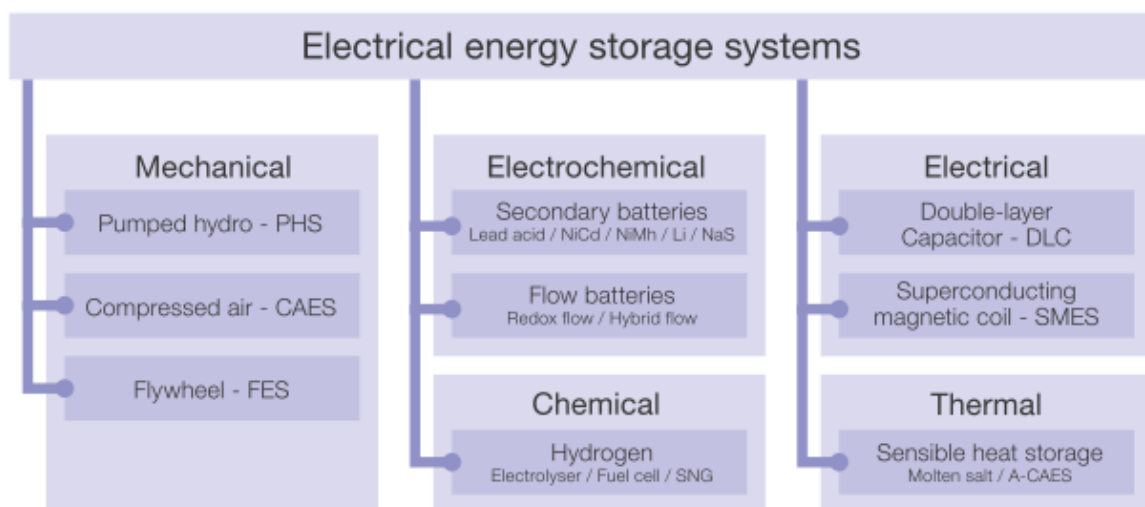 Electrical energy storage systems
Mechanical
Pumped hydro - PHS
Compressed air - CAES
Flywheel - FES
Electrochemical
Secondary batteries
Lead acid / NiCd / NiMh / Li / NaS
Flow batteries
Redox flow / Hybrid flow
Chemical
Hydrogen
Electrolyser / Fuel cell / SNG
Electrical
Double-layer
Capacitor - DLC
Superconducting
magnetic coil - SMES
Thermal
Sensible heat storage
Molten salt / A-CAES